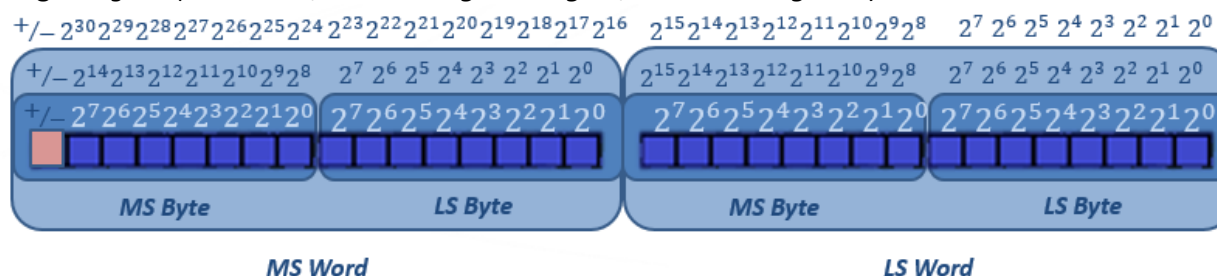 +/− 2³⁰2²⁹2²⁸2²⁷2²⁶2²⁵2²⁴ 2²³2²²2²¹2²⁰2¹⁹2¹⁸2¹⁷2¹⁶ 2¹⁵2¹⁴2¹³2¹²2¹¹2¹⁰2⁹2⁸ 2⁷ 2⁶ 2⁵ 2⁴ 2³ 2² 2¹ 2⁰
+/− 2¹⁴2¹³2¹²2¹¹2¹⁰2⁹2⁸ 2⁷ 2⁶ 2⁵ 2⁴ 2³ 2² 2¹ 2⁰ 2¹⁵2¹⁴2¹³2¹²2¹¹2¹⁰2⁹2⁸ 2⁷ 2⁶ 2⁵ 2⁴ 2³ 2² 2¹ 2⁰
+/− 2⁷2⁶2⁵2⁴2³2²2¹2⁰ 2⁷2⁶2⁵2⁴2³2²2¹2⁰ 2⁷2⁶2⁵2⁴2³2²2¹2⁰ 2⁷2⁶2⁵2⁴2³2²2¹2⁰
MS Byte LS Byte MS Byte LS Byte
MS Word LS Word